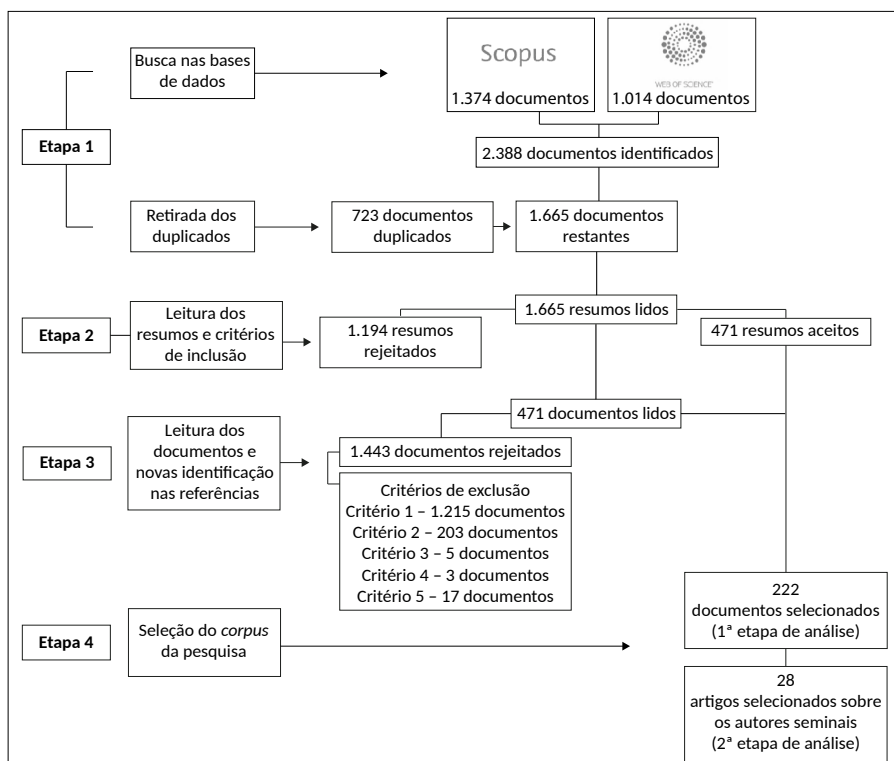 Busca nas bases
de dados
Scopus
1.374 documentos
WEB OF SCIENCE
1.014 documentos
Etapa 1
2.388 documentos identificados
Retirada dos
duplicados
723 documentos
duplicados
1.665 documentos
restantes
Etapa 2
Leitura dos
resumos e critérios
de inclusão
1.194 resumos
rejeitados
1.665 resumos lidos
471 resumos aceitos
471 documentos lidos
Etapa 3
Leitura dos
documentos e
novas identificação
nas referências
1.443 documentos rejeitados
Critérios de exclusão
Critério 1 – 1.215 documentos
Critério 2 – 203 documentos
Critério 3 – 5 documentos
Critério 4 – 3 documentos
Critério 5 – 17 documentos
Etapa 4
Seleção do corpus
da pesquisa
222
documentos selecionados
(1ª etapa de análise)
28
artigos selecionados sobre
os autores seminais
(2ª etapa de análise)